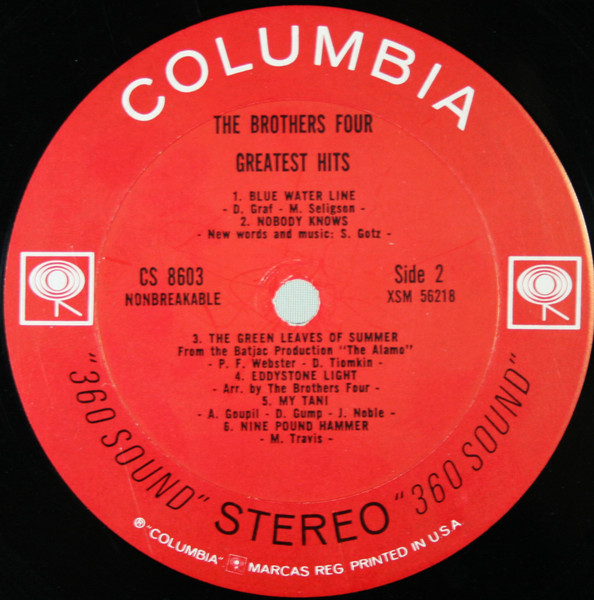 COLUMBIA
THE BROTHERS FOUR
GREATEST HITS
1. BLUE WATER LINE
- D. Graf - M. Seligson -
2. NOBODY KNOWS
- New words and music: S. Gotz -
CS 8603
NONBREAKABLE
Side 2
XSM 56218
3. THE GREEN LEAVES OF SUMMER
From the Batjac Production "The Alamo"
- P. F. Webster - D. Tiomkin -
4. EDDYSTONE LIGHT
- Arr. by The Brothers Four -
5. MY TANI
- A. Goupil - D. Gump - J. Noble -
6. NINE POUND HAMMER
- M. Travis -
"360 SOUND" STEREO "360 SOUND"
® "COLUMBIA" MARCAS REG. PRINTED IN U.S.A.